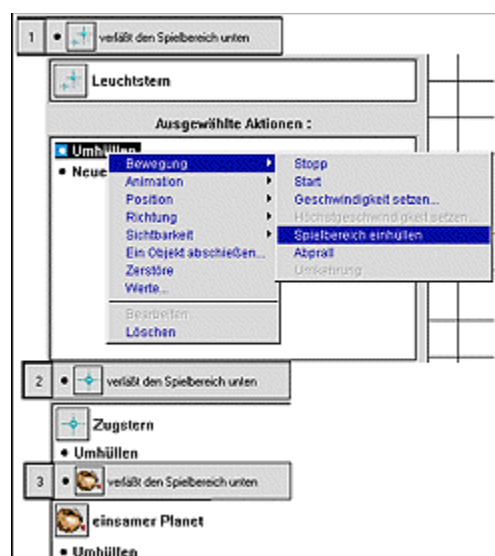 1 • verläßt den Spielbereich unten
Leuchtstern
Ausgewählte Aktionen :
• Umhüllen
• Neue
Bewegung
Animation
Position
Richtung
Sichtbarkeit
Ein Objekt abschießen...
Zerstöre
Werte...
Bearbeiten
Löschen
Stopp
Start
Geschwindigkeit setzen...
Höchstgeschwindigkeit setzen...
Spielbereich einhüllen
Abprall
Umkehrung
2 • verläßt den Spielbereich unten
Zugstern
• Umhüllen
3 • verläßt den Spielbereich unten
einsamer Planet
• Umhüllen